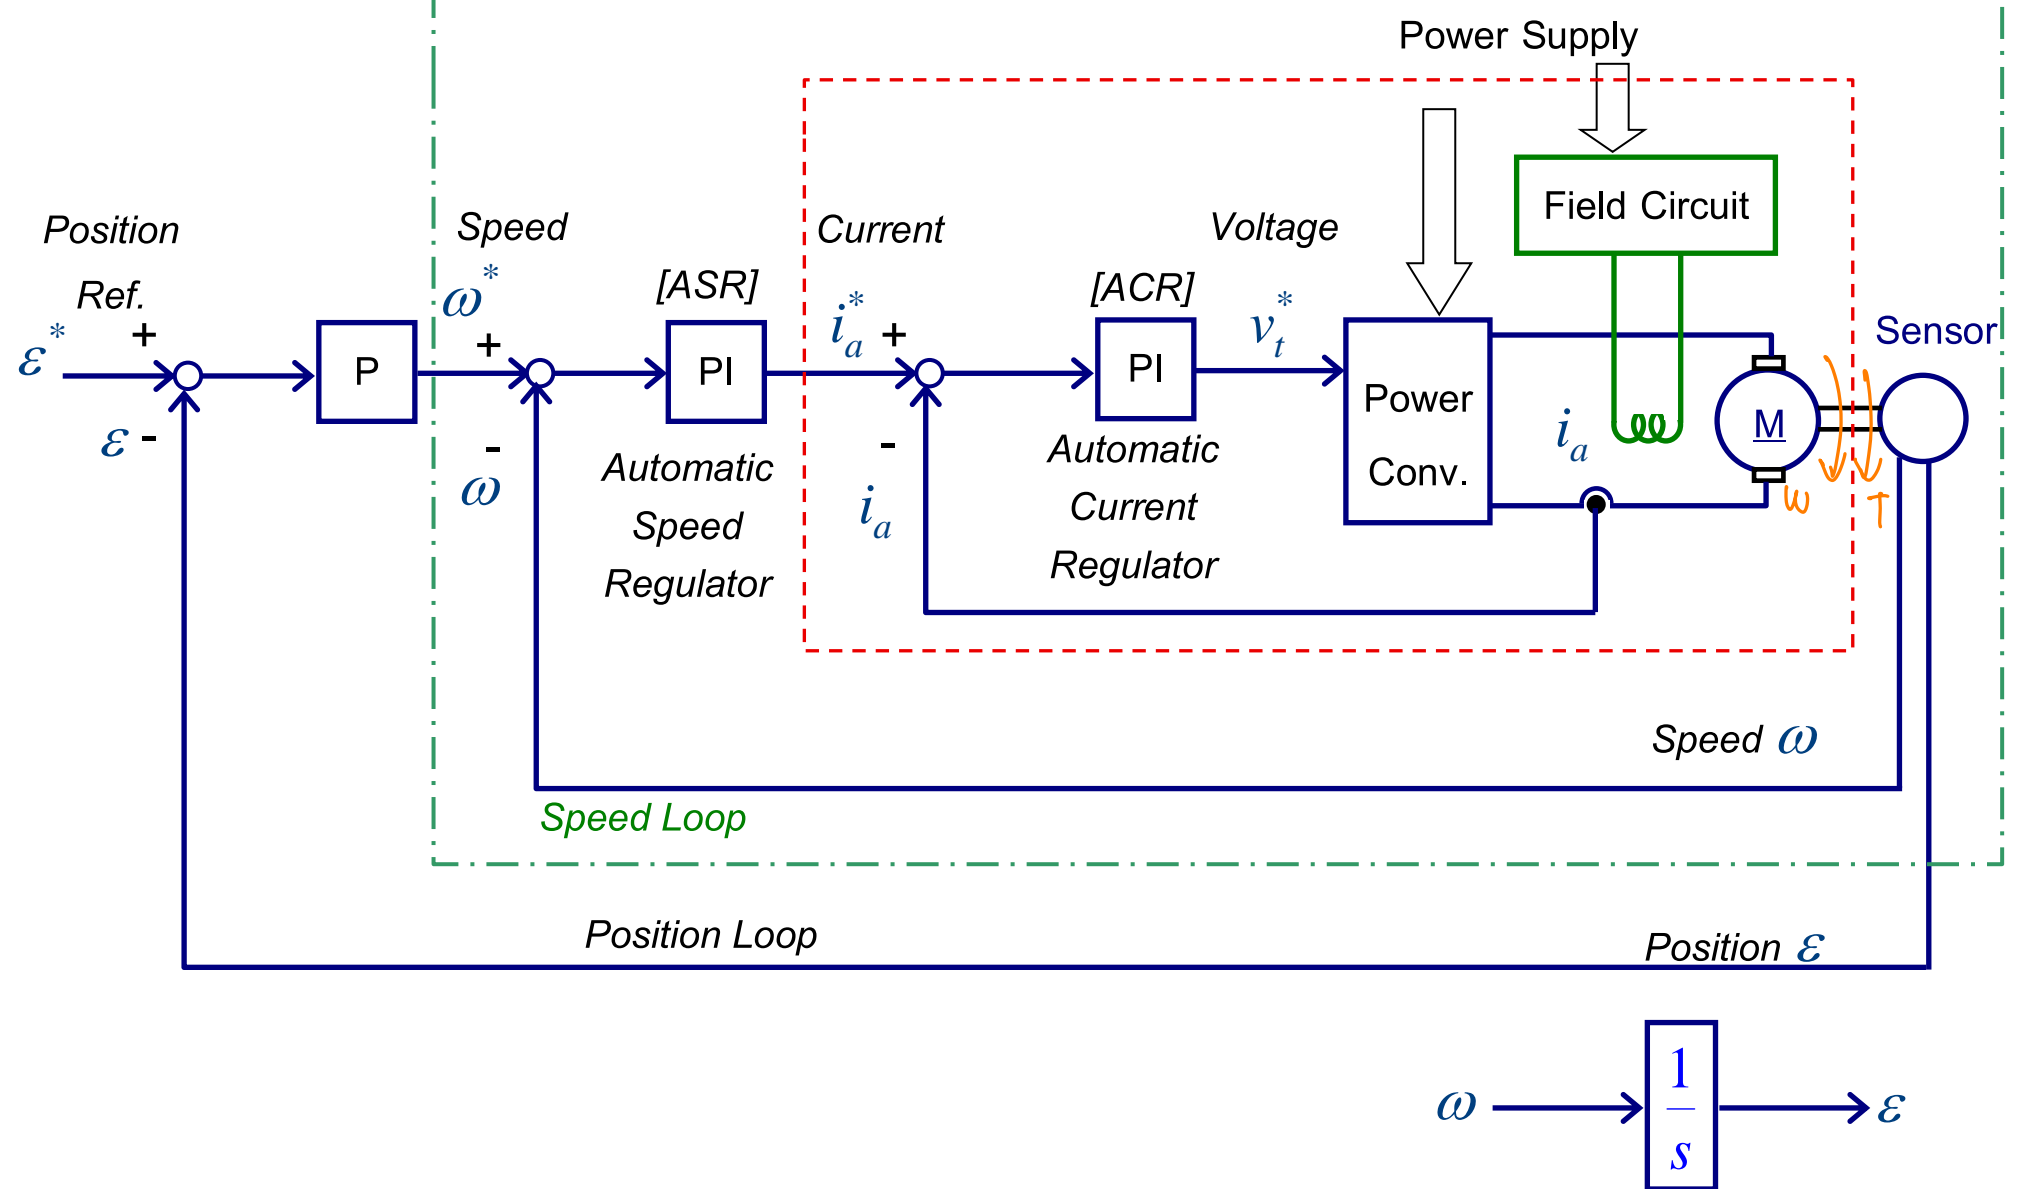 Power Supply
Field Circuit
Position
Ref.
ε*
+
ε -
P
Speed
ω*
+
-
ω
[ASR]
PI
Automatic
Speed
Regulator
Current
i*a
+
-
ia
[ACR]
PI
Automatic
Current
Regulator
Voltage
v*t
Power
Conv.
ia
M
Sensor
ω
T
Speed ω
Speed Loop
Position Loop
Position ε
ω
1
s
ε